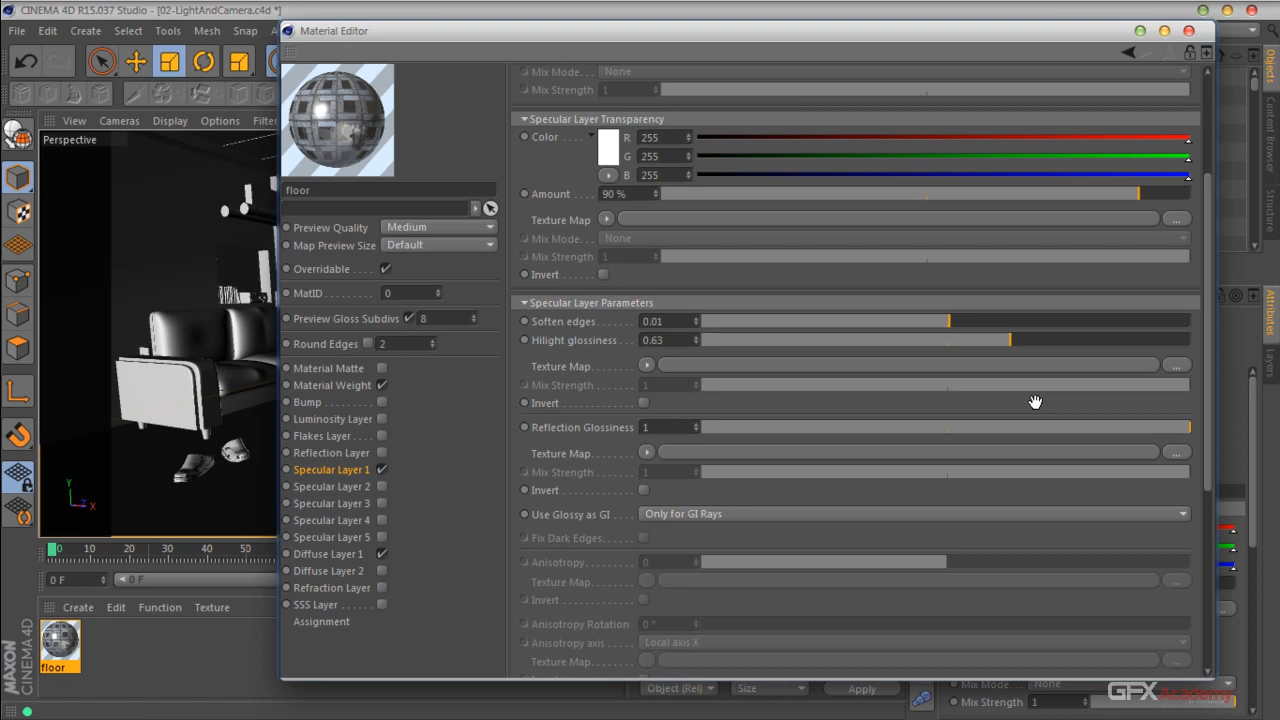 CINEMA 4D R15.037 Studio - [02-LightAndCamera.c4d *]
File Edit Create Select Tools Mesh Snap
Material Editor
View Cameras Display Options Filter
Perspective
Y
Z
X
0 10 20 30 40 50
0 F
0 F
Create Edit Function Texture
floor
MAXON
CINEMA 4D
floor
Preview Quality
Medium
Map Preview Size
Default
Overridable . . . .
MatID . . . . . . . . .
0
Preview Gloss Subdivs
8
Round Edges
2
Material Matte
Material Weight
Bump . . . . . . . . .
Luminosity Layer
Flakes Layer . . . .
Reflection Layer
Specular Layer 1
Specular Layer 2
Specular Layer 3
Specular Layer 4
Specular Layer 5
Diffuse Layer 1
Diffuse Layer 2
Refraction Layer
SSS Layer . . . . . .
Assignment
Mix Mode. . . .
None
Mix Strength . .
1
Specular Layer Transparency
Color . . . .
R 255
G 255
B 255
Amount . . . .
90 %
Texture Map
...
Mix Mode. . . .
None
Mix Strength . .
1
Invert . . . . . .
Specular Layer Parameters
Soften edges. . . . .
0.01
Hilight glossiness. .
0.63
Texture Map . . . . .
...
Mix Strength . . . . .
1
Invert . . . . . . . . . .
Reflection Glossiness
1
Texture Map. . . . . .
...
Mix Strength . . . . .
1
Invert . . . . . . . . . .
Use Glossy as GI . .
Only for GI Rays
Fix Dark Edges. . . .
Anisotropy. . . . . . .
0
Texture Map . . . . .
...
Invert . . . . . . . . . .
Anisotropy Rotation
0 °
Anisotropy axis . . .
Local axis X
Texture Map . . . . .
...
Object (Rel)
Size
Apply
Mix Mode. . . .
None
Mix Strength . .
1
Objects
Content Browser
Structure
Attributes
Layers
GFX Academy